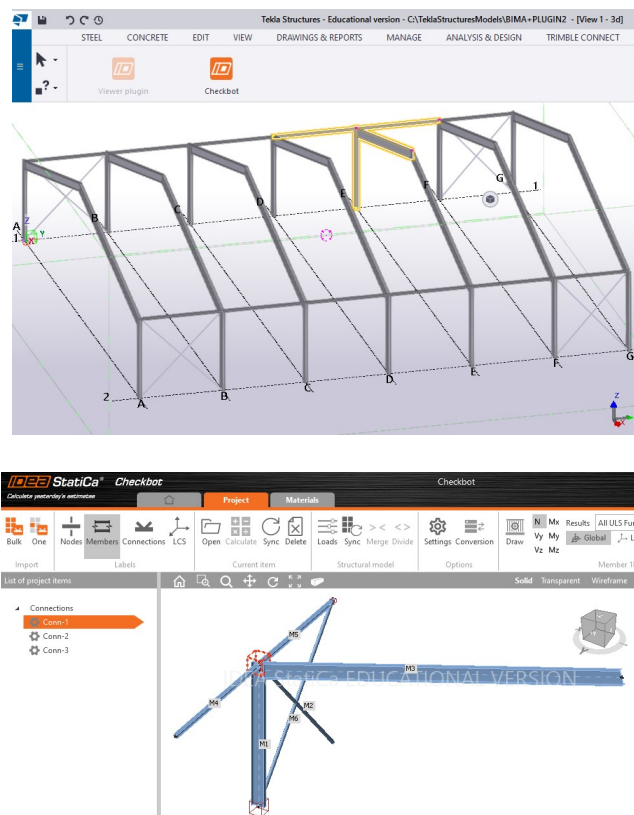 Tekla Structures - Educational version - C:\TeklaStructuresModels\BIMA+PLUGIN2 - [View 1 - 3d]
STEEL CONCRETE EDIT VIEW DRAWINGS & REPORTS MANAGE ANALYSIS & DESIGN TRIMBLE CONNECT
Viewer plugin Checkbot
A B C D E F G 1
Z Y X
1
2 A B C D E F G
Z
X
IDEA StatiCa® Checkbot Checkbot
Calculate yesterday's estimates
Project Materials
N Mx Results All ULS Fun
Vy My Global L
Vz Mz
Bulk One Nodes Members Connections LCS Open Calculate Sync Delete Loads Sync Merge Divide Settings Conversion Draw
Import Labels Current item Structural model Options Member 1
List of project items Solid Transparent Wireframe
Connections
Conn-1
Conn-2
Conn-3
M5
M3
IDEA StatiCa EDUCATIONAL VERSION
M4 M2
M6
M1